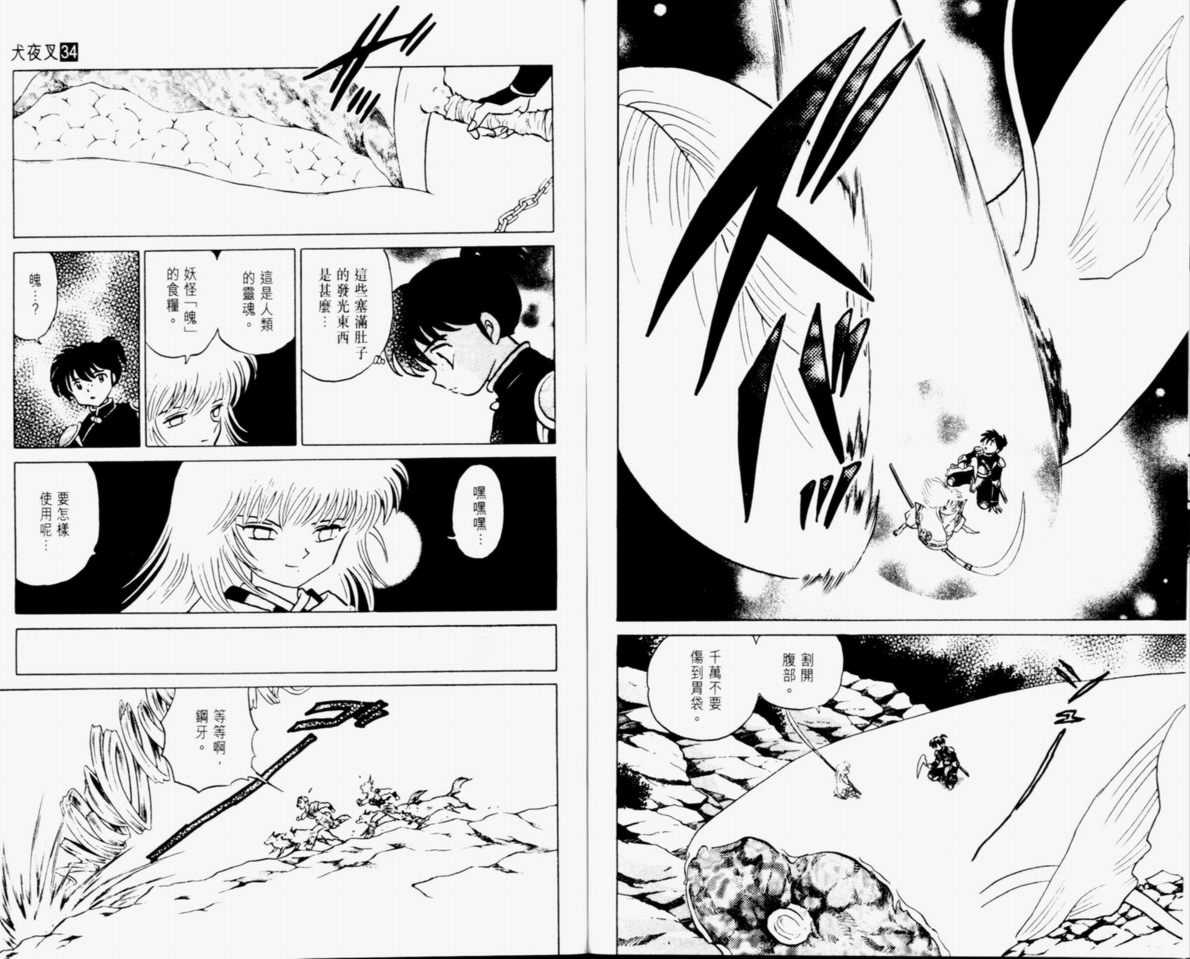 割開
腹部。
千萬不要
傷到胃袋。
犬夜叉34
這些塞滿肚子
的發光東西
是甚麼…
這是人類
的靈魂。
妖怪「魄」
的食糧。
魄…?
嘿嘿嘿…
要怎樣
使用呢…
等等啊，
鋼牙。